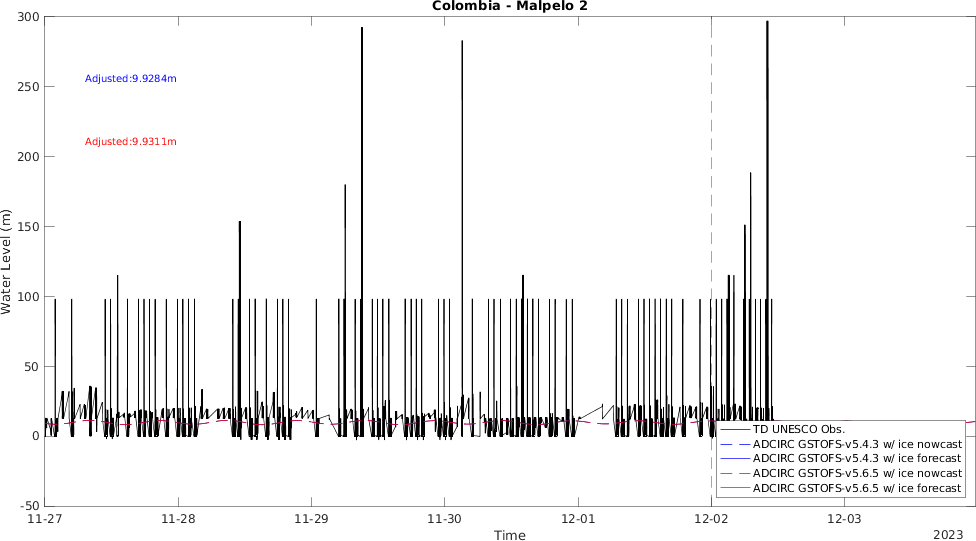 Colombia - Malpelo 2
300
250
200
150
100
50
0
-50
Water Level (m)
Adjusted:9.9284m
Adjusted:9.9311m
TD UNESCO Obs.
ADCIRC GSTOFS-v5.4.3 w/ ice nowcast
ADCIRC GSTOFS-v5.4.3 w/ ice forecast
ADCIRC GSTOFS-v5.6.5 w/ ice nowcast
ADCIRC GSTOFS-v5.6.5 w/ ice forecast
11-27 11-28 11-29 11-30 12-01 12-02 12-03
Time
2023